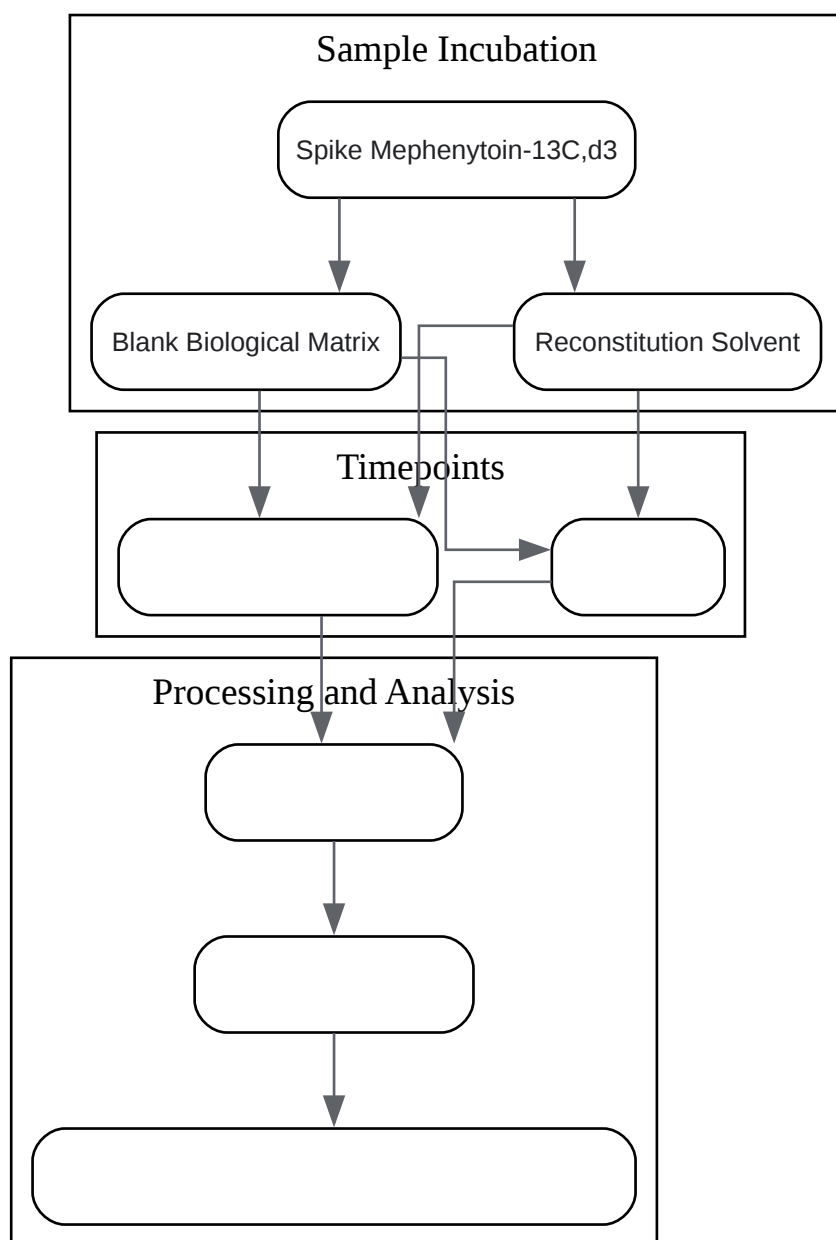 Sample Incubation
Spike Mephenytoin-13C,d3
Blank Biological Matrix
Reconstitution Solvent
Timepoints
Processing and Analysis